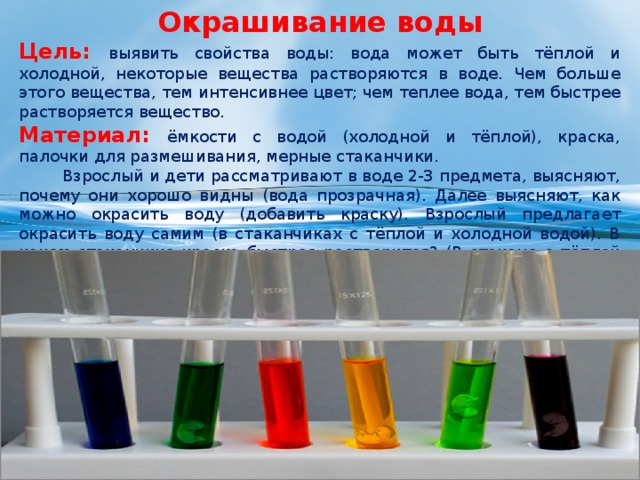 Окрашивание воды
Цель: выявить свойства воды: вода может быть тёплой и
холодной, некоторые вещества растворяются в воде. Чем больше
этого вещества, тем интенсивнее цвет; чем теплее вода, тем быстрее
растворяется вещество.
Материал: ёмкости с водой (холодной и тёплой), краска,
палочки для размешивания, мерные стаканчики.
Взрослый и дети рассматривают в воде 2-3 предмета, выясняют,
почему они хорошо видны (вода прозрачная). Далее выясняют, как
можно окрасить воду (добавить краску). Взрослый предлагает
окрасить воду самим (в стаканчиках с тёплой и холодной водой). В
15X125